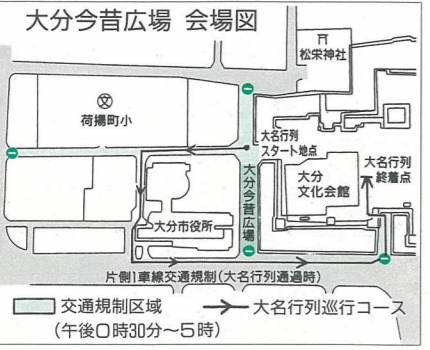 大分今昔広場 会場図
松栄神社
文
荷揚町小
大名行列
スタート地点
大名行列
終着点
大分
文化会館
大分今昔広場
大分市役所
片側1車線交通規制(大名行列通過時)
交通規制区域
大名行列巡行コース
(午後0時30分～5時)